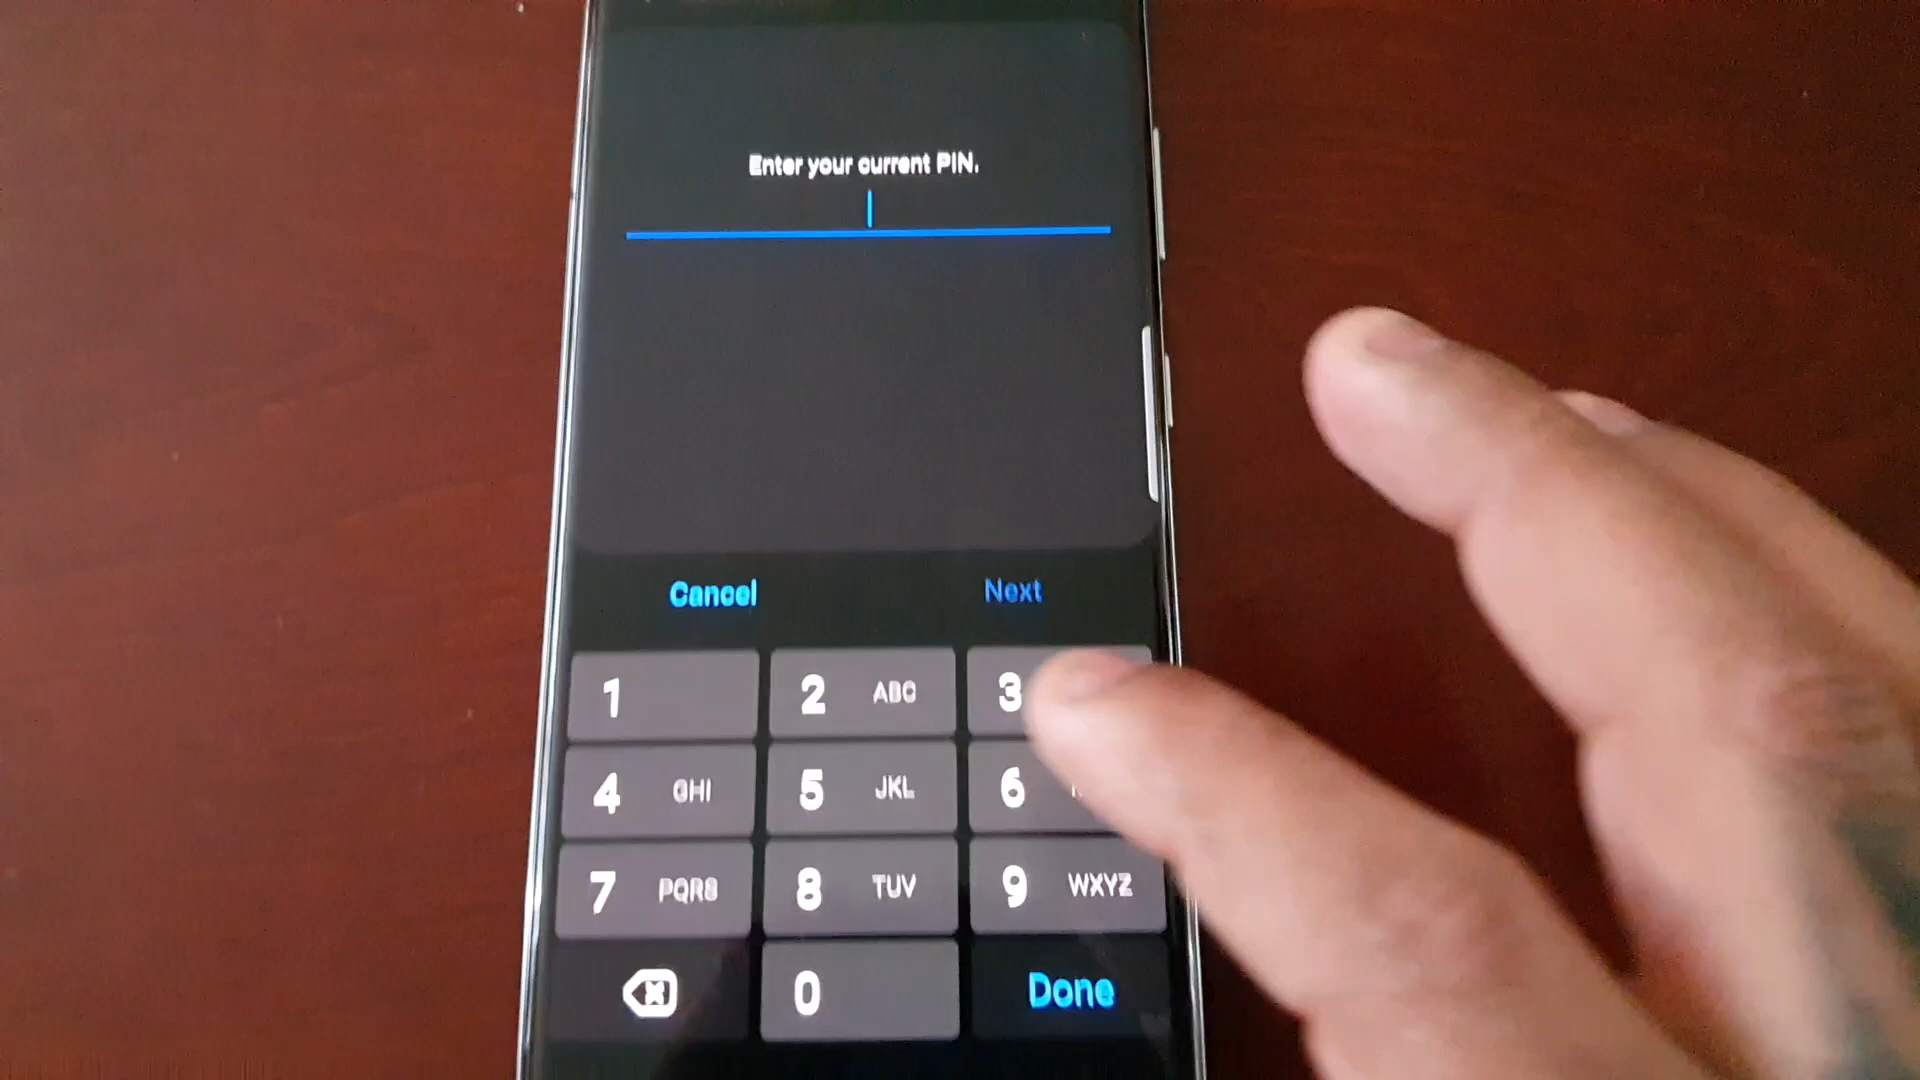 Enter your current PIN.
Cancel Next
1 2 ABC 3
4 GHI 5 JKL 6
7 PQRS 8 TUV 9 WXYZ
0 Done